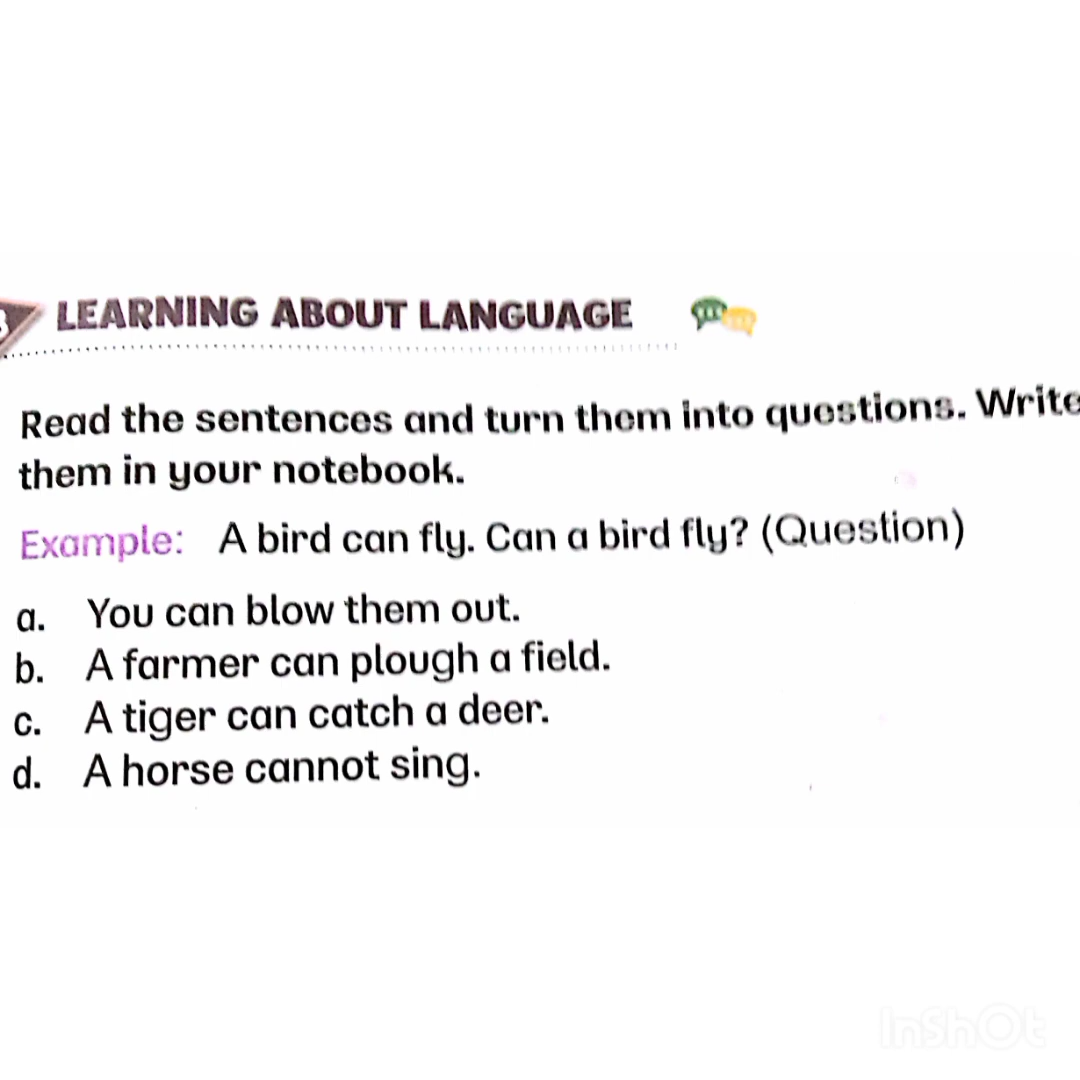 LEARNING ABOUT LANGUAGE
Read the sentences and turn them into questions. Write
them in your notebook.
Example: A bird can fly. Can a bird fly? (Question)
a. You can blow them out.
b. A farmer can plough a field.
c. A tiger can catch a deer.
d. A horse cannot sing.
InShOt